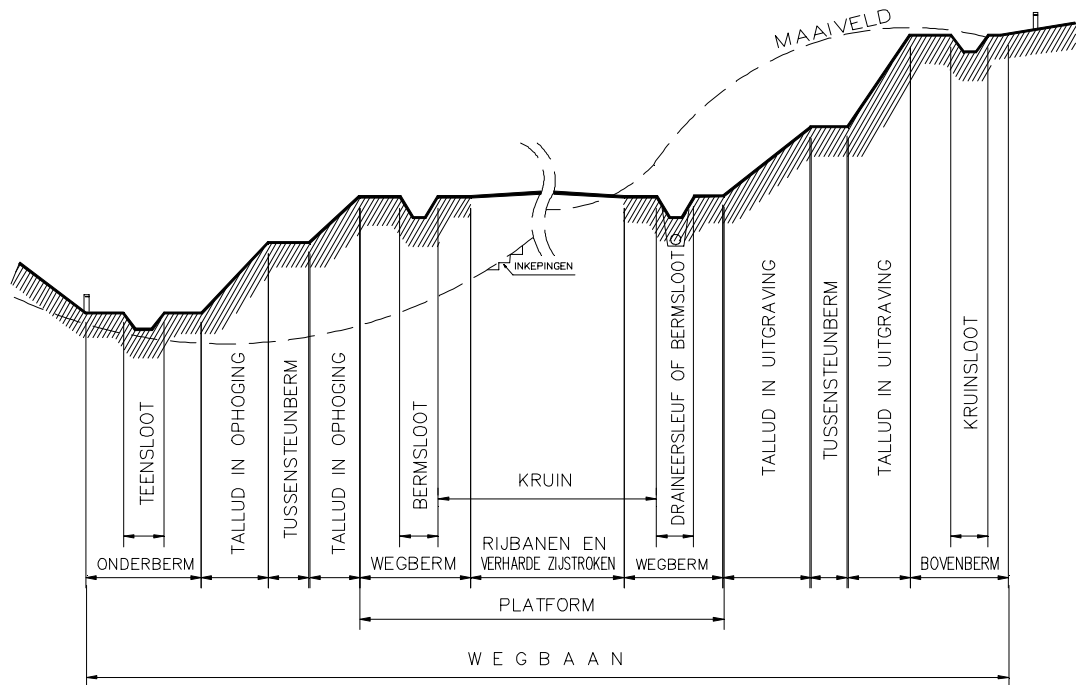 MAAIVELD
INKEPINGEN
TEENSLOOT
TALLUD IN OPHOGING
TUSSENSTEUNBERM
TALLUD IN OPHOGING
BERMSLOOT
KRUIN
DRAINEERSLEUF OF BERMSLOOT
TALLUD IN UITGRAVING
TUSSENSTEUNBERM
TALLUD IN UITGRAVING
KRUINSLOOT
ONDERBERM
WEGBERM
RIJBANEN EN
VERHARDE ZIJSTROKEN
WEGBERM
BOVENBERM
PLATFORM
WEGBAAN